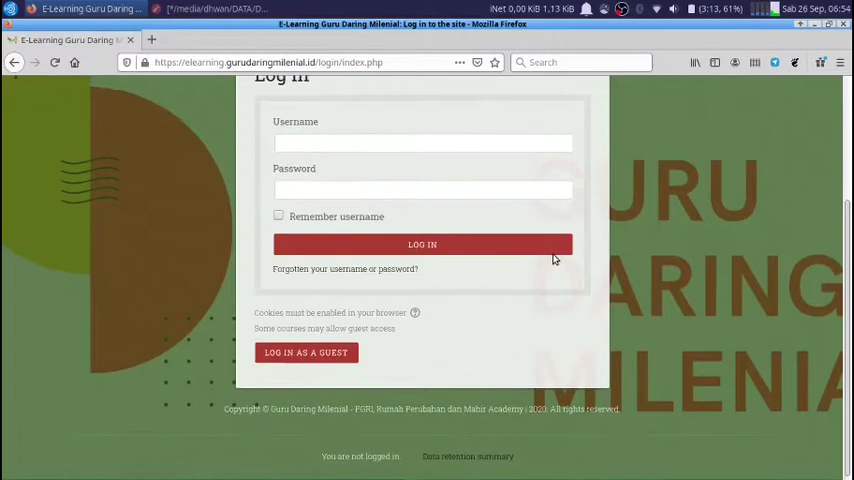 E-Learning Guru Daring ...
[*/media/dhwan/DATA/D...
iNet 0,00 KiB 1,13 KiB
(3:13, 61%)
Sab 26 Sep, 06:54
E-Learning Guru Daring Milenial: Log in to the site - Mozilla Firefox
E-Learning Guru Daring M
https://elearning.gurudaringmilenial.id/login/index.php
Search
Log in
Username
Password
Remember username
LOG IN
Forgotten your username or password?
Cookies must be enabled in your browser
Some courses may allow guest access
LOG IN AS A GUEST
GURU
DARING
MILENIA
Copyright © Guru Daring Milenial - FGRI, Rumah Perubahan dan Mahir Academy | 2020. All rights reserved.
You are not logged in.
Data retention summary